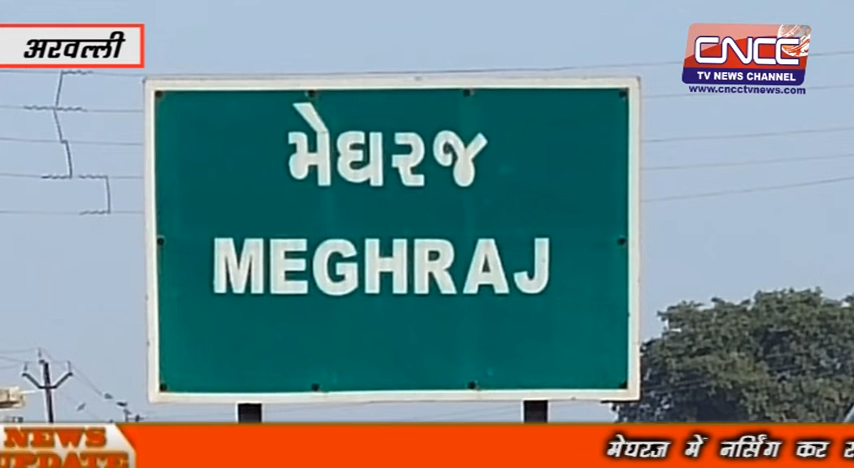 अरवल्ली
CNCC
TV NEWS CHANNEL
www.cncctvnews.com
મેઘરજ
MEGHRAJ
NEWS
UPDATE
मेघरज में नर्सिंग कर